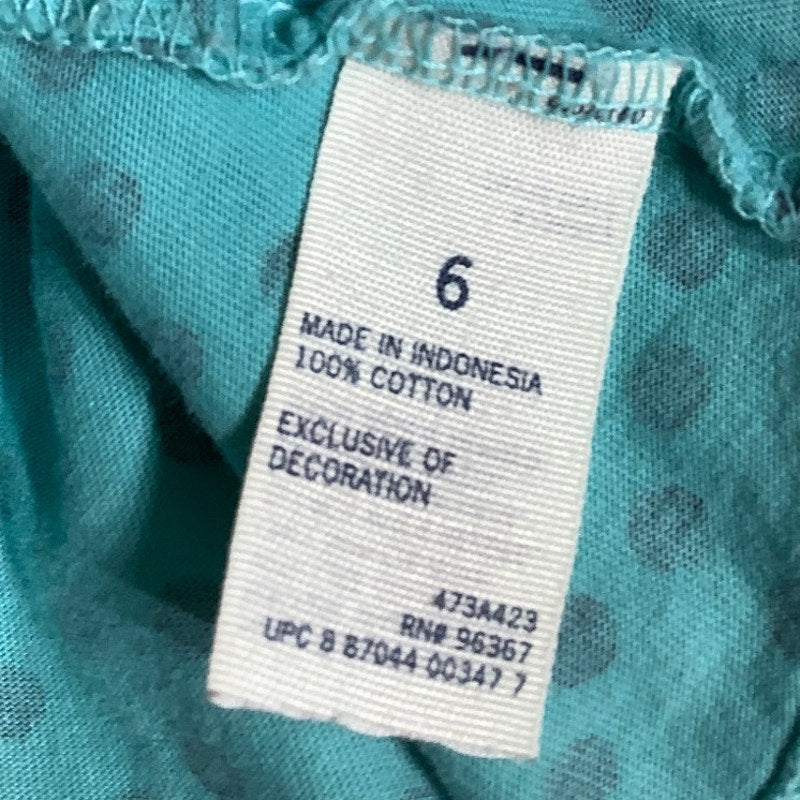 6
MADE IN INDONESIA
100% COTTON
EXCLUSIVE OF
DECORATION
473A423
RN# 96367
UPC 8 87044 00347 7